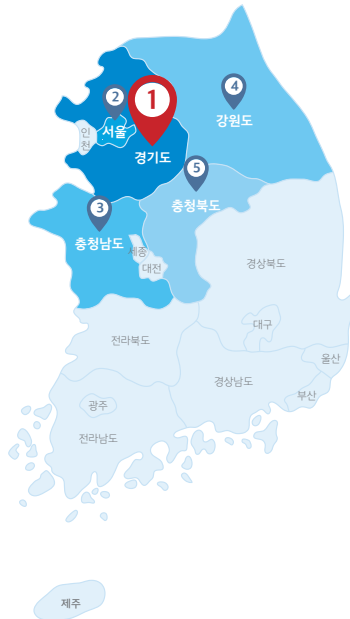 4
강원도
2
1
인
천
서울
경기도
5
충청북도
3
충청남도
세종
대전
경상북도
대구
전라북도
울산
경상남도
부산
광주
전라남도
제주